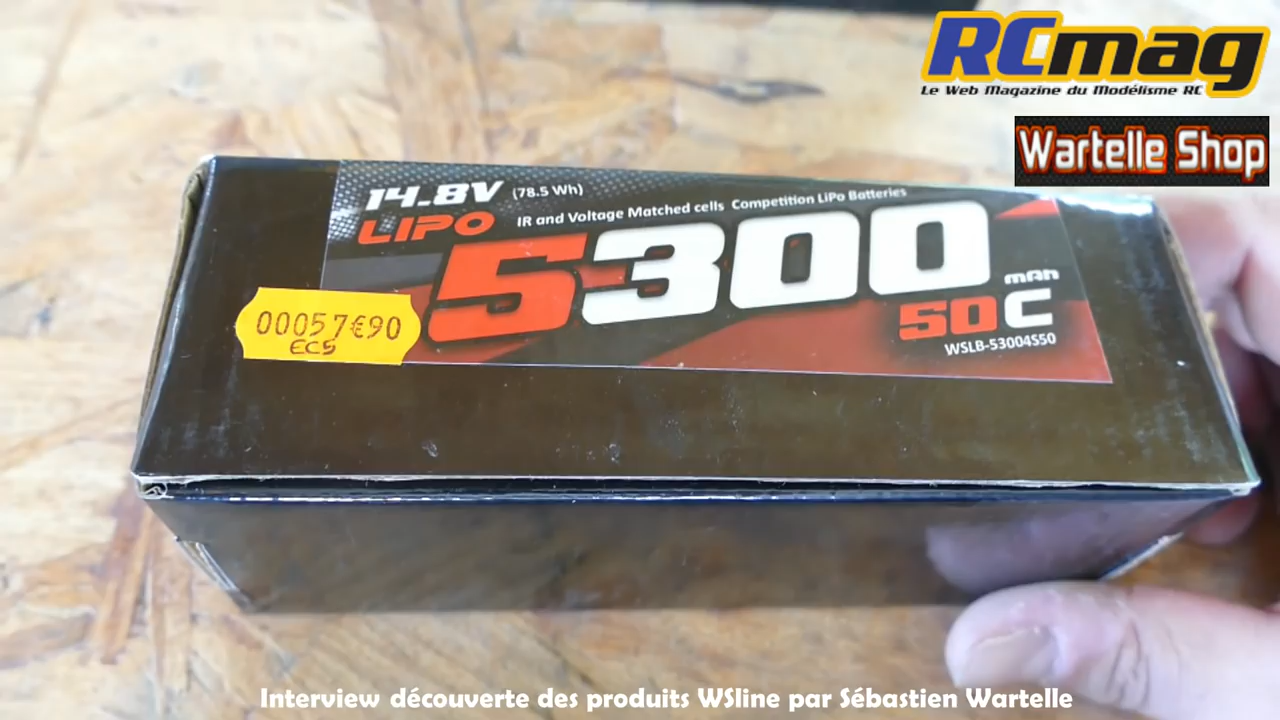 RCmag
Le Web Magazine du Modélisme RC
Wartelle Shop
14.8V (78.5 Wh)
LIPO IR and Voltage Matched cells Competition LiPo Batteries
5300 mAh
50C
WSLB-53004S50
00057€90
EC5
Interview découverte des produits WSline par Sébastien Wartelle